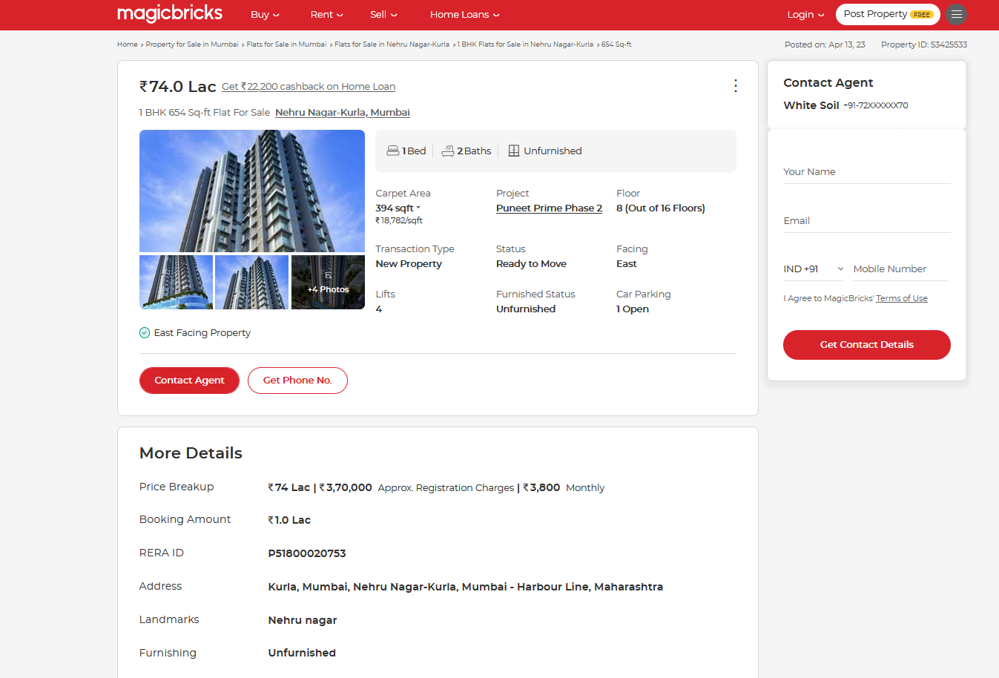 magicbricks
Buy
Rent
Sell
Home Loans
Login
Post Property FREE
Home › Property for Sale in Mumbai › Flats for Sale in Mumbai › Flats for Sale in Nehru Nagar-Kurla › 1 BHK Flats for Sale in Nehru Nagar-Kurla › 654 Sq-ft
Posted on: Apr 13, 23 Property ID: 53425533
₹74.0 Lac Get ₹22,200 cashback on Home Loan
1 BHK 654 Sq-ft Flat For Sale Nehru Nagar-Kurla, Mumbai
+4 Photos
1 Bed 2 Baths Unfurnished
Carpet Area
394 sqft
₹18,782/sqft
Project
Puneet Prime Phase 2
Floor
8 (Out of 16 Floors)
Transaction Type
New Property
Status
Ready to Move
Facing
East
Lifts
4
Furnished Status
Unfurnished
Car Parking
1 Open
East Facing Property
Contact Agent
Get Phone No.
Contact Agent
White Soil +91-72XXXXXX70
Your Name
Email
IND +91 Mobile Number
I Agree to MagicBricks' Terms of Use
Get Contact Details
More Details
Price Breakup ₹74 Lac | ₹3,70,000 Approx. Registration Charges | ₹3,800 Monthly
Booking Amount ₹1.0 Lac
RERA ID P51800020753
Address Kurla, Mumbai, Nehru Nagar-Kurla, Mumbai - Harbour Line, Maharashtra
Landmarks Nehru nagar
Furnishing Unfurnished